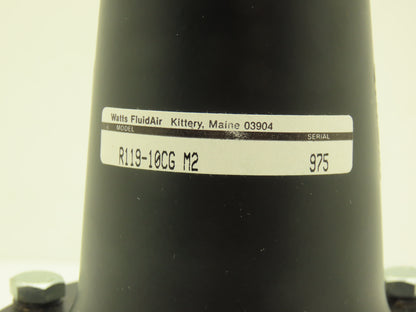 Watts FluidAir Kittery, Maine 03904
MODEL SERIAL
R119-10CG M2 975